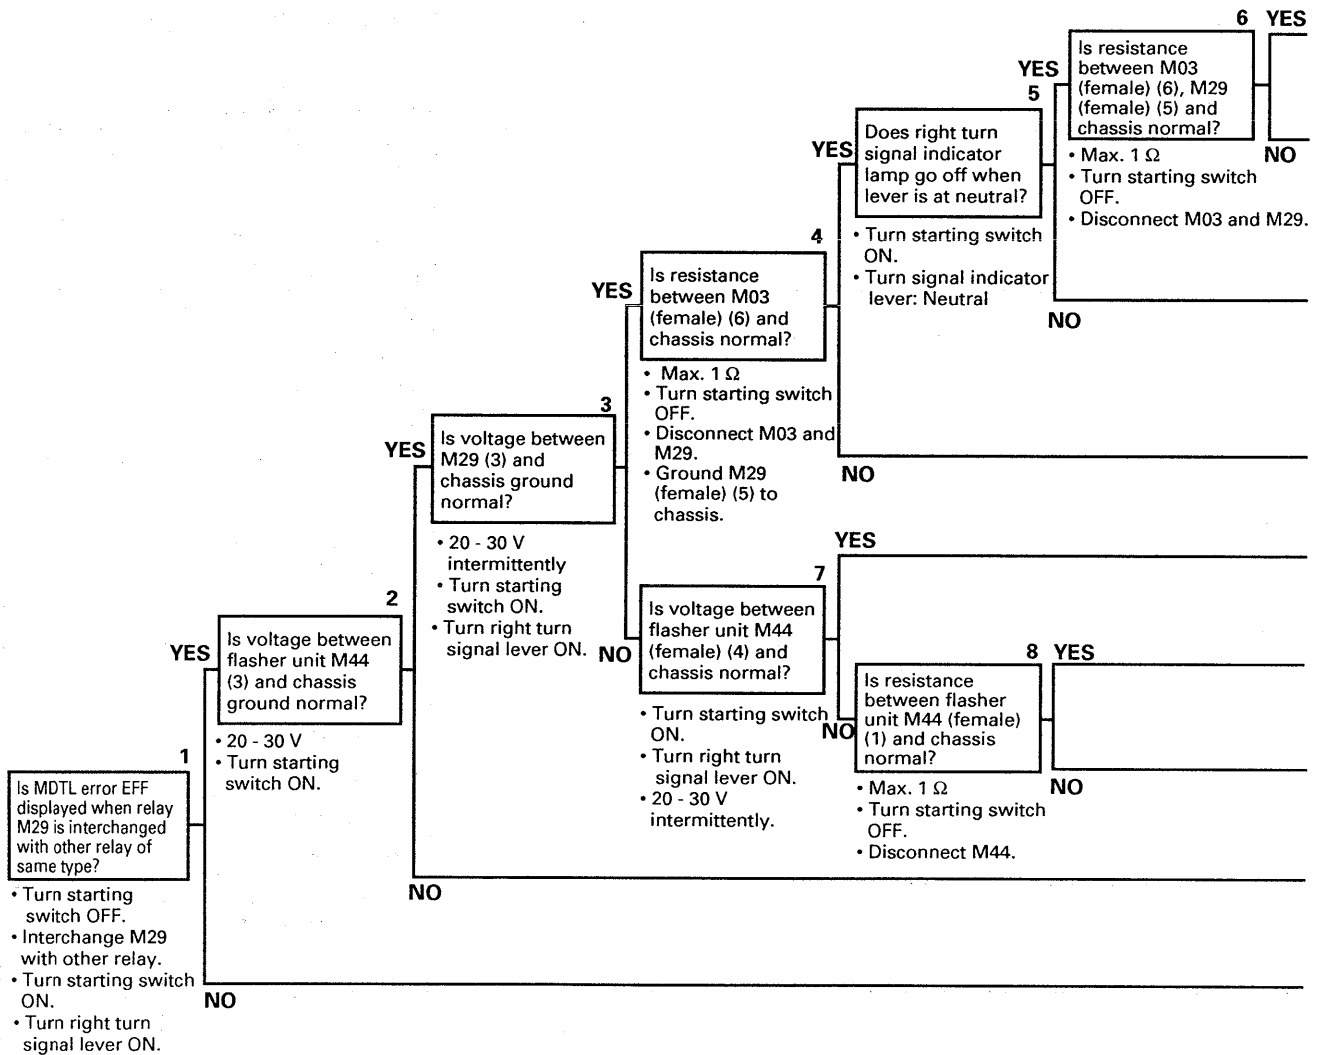 1
Is MDTL error EFF
displayed when relay
M29 is interchanged
with other relay of
same type?
• Turn starting
switch OFF.
• Interchange M29
with other relay.
• Turn starting switch
ON.
• Turn right turn
signal lever ON.
YES
NO
2
Is voltage between
flasher unit M44
(3) and chassis
ground normal?
• 20 - 30 V
• Turn starting
switch ON.
YES
NO
3
Is voltage between
M29 (3) and
chassis ground
normal?
• 20 - 30 V
intermittently
• Turn starting
switch ON.
• Turn right turn
signal lever ON.
YES
NO
4
Is resistance
between M03
(female) (6) and
chassis normal?
• Max. 1 Ω
• Turn starting switch
OFF.
• Disconnect M03 and
M29.
• Ground M29
(female) (5) to
chassis.
YES
NO
5
Does right turn
signal indicator
lamp go off when
lever is at neutral?
• Turn starting switch
ON.
• Turn signal indicator
lever: Neutral
YES
NO
6
Is resistance
between M03
(female) (6), M29
(female) (5) and
chassis normal?
• Max. 1 Ω
• Turn starting switch
OFF.
• Disconnect M03 and M29.
YES
NO
7
Is voltage between
flasher unit M44
(female) (4) and
chassis normal?
• Turn starting switch
ON.
• Turn right turn
signal lever ON.
• 20 - 30 V
intermittently.
YES
NO
8
Is resistance
between flasher
unit M44 (female)
(1) and chassis
normal?
• Max. 1 Ω
• Turn starting switch
OFF.
• Disconnect M44.
YES
NO